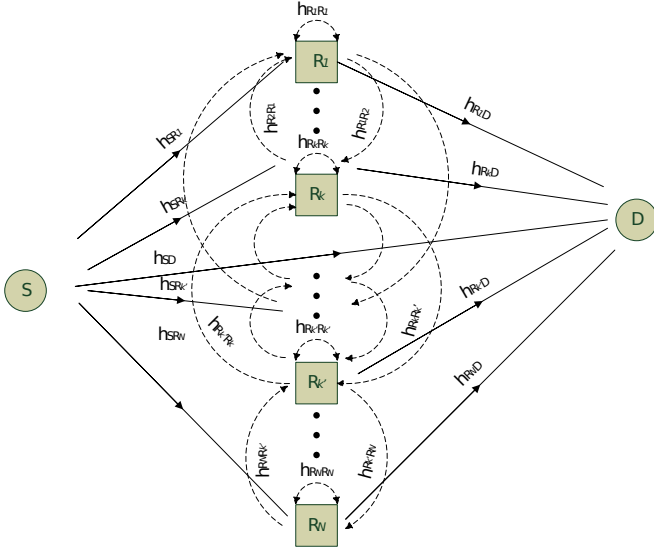 hR1R1
R1
hR1D
hR2R1
hR1R2
hSR1
hRkRk
hRkD
hSRk
Rk
D
hSD
hSRk'
S
hRk'D
hRkRk'
hRk'Rk
hSRN
hRk'Rk'
Rk'
hRND
hRNRk'
hRk'RN
hRNRN
RN